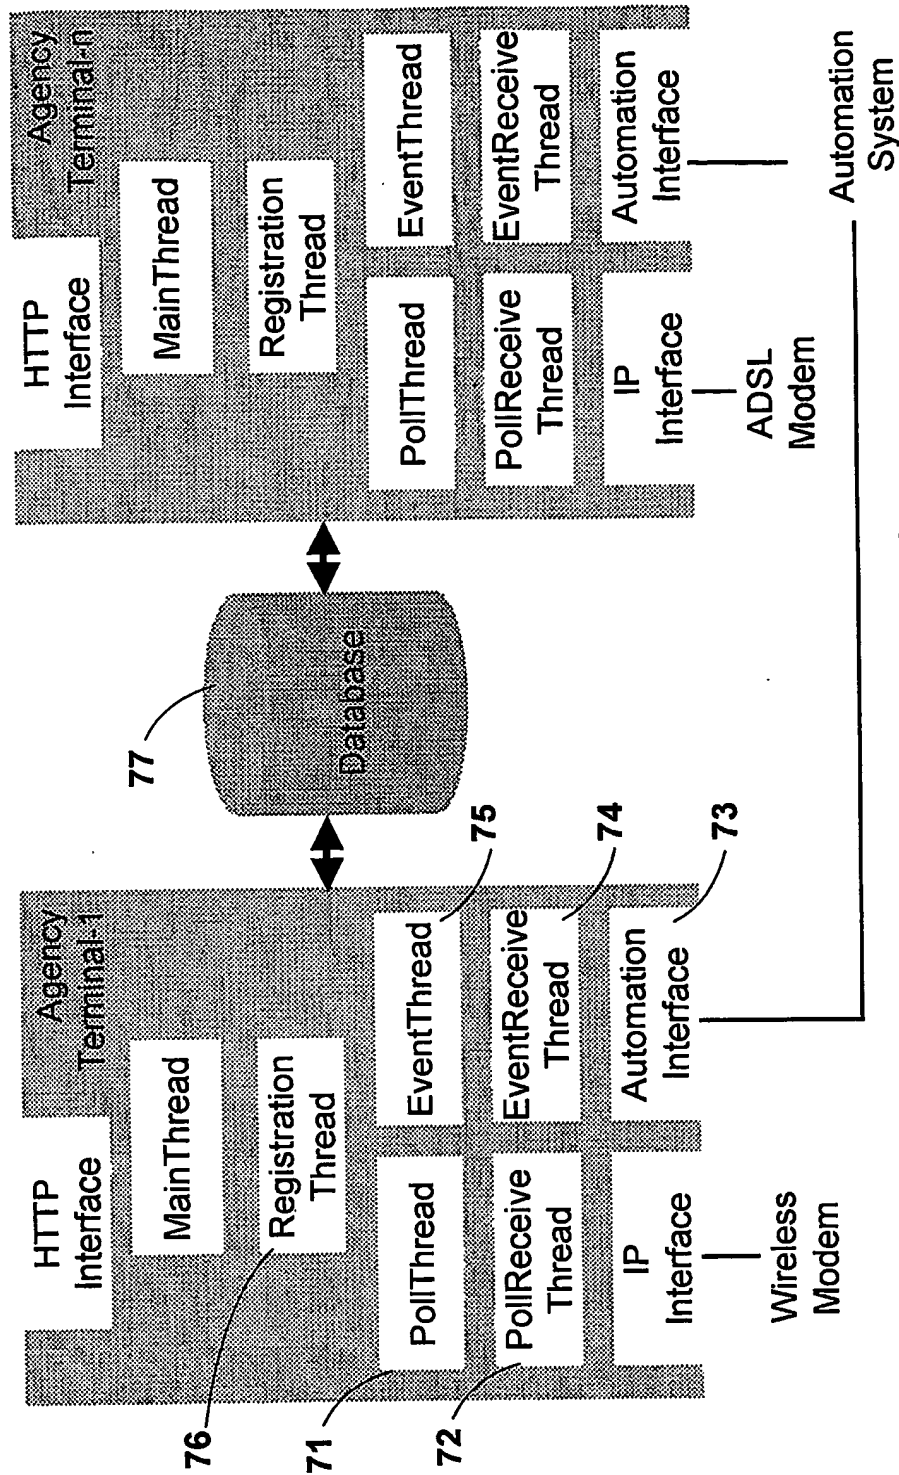 HTTP
Interface
Agency
Terminal-1
MainThread
Registration
Thread
76
PollThread
71
EventThread
75
PollReceive
Thread
72
EventReceive
Thread
74
IP
Interface
Automation
Interface
73
Wireless
Modem
77
Database
HTTP
Interface
Agency
Terminal-n
MainThread
Registration
Thread
PollThread
EventThread
PollReceive
Thread
EventReceive
Thread
IP
Interface
Automation
Interface
ADSL
Modem
Automation
System